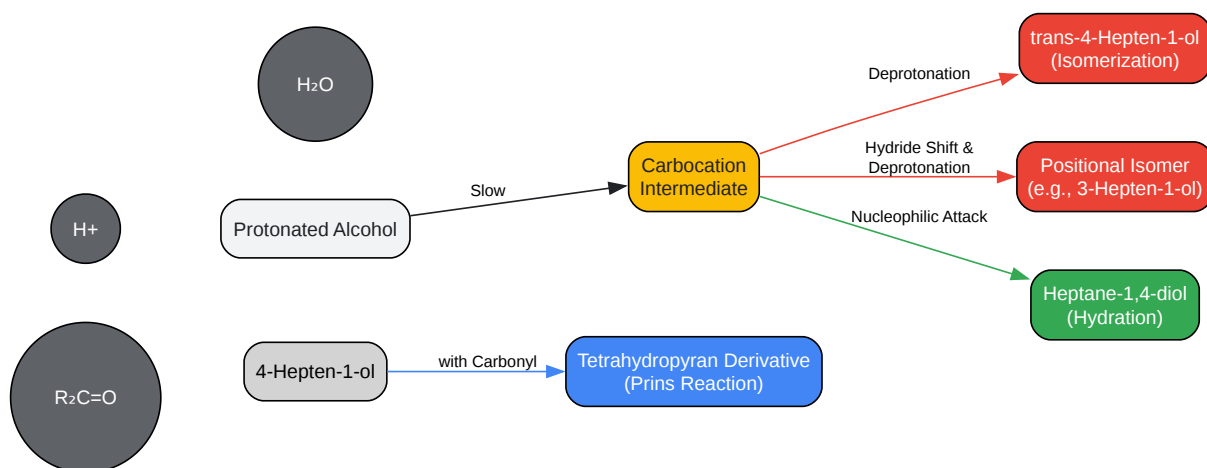 trans-4-Hepten-1-ol
(Isomerization)
Deprotonation
H₂O
Hydride Shift &
Deprotonation
Carbocation
Intermediate
Positional Isomer
(e.g., 3-Hepten-1-ol)
Slow
Nucleophilic Attack
H+
Protonated Alcohol
Heptane-1,4-diol
(Hydration)
R₂C=O
4-Hepten-1-ol
with Carbonyl
Tetrahydropyran Derivative
(Prins Reaction)